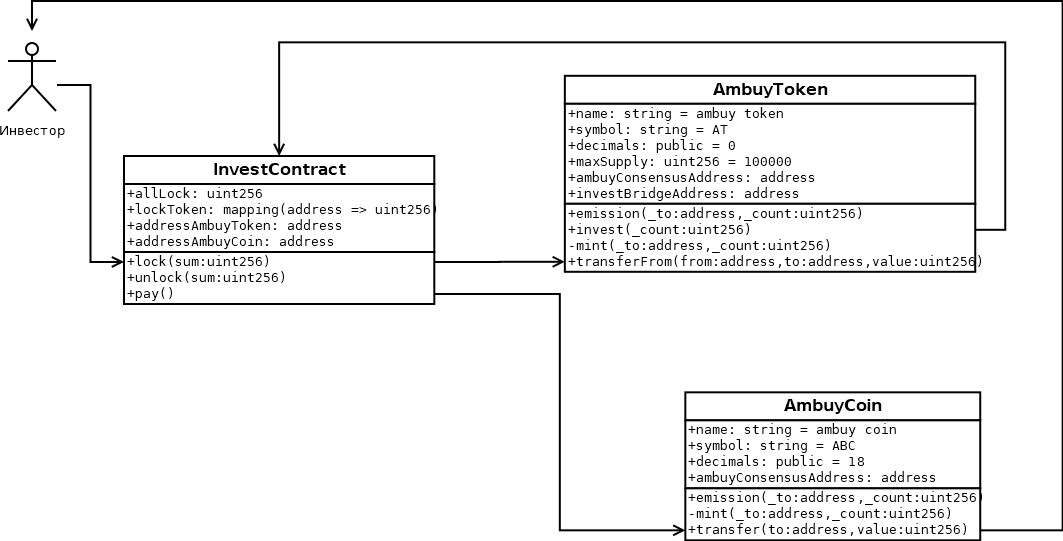 Инвестор
InvestContract
+allLock: uint256
+lockToken: mapping(address => uint256)
+addressAmbuyToken: address
+addressAmbuyCoin: address
+lock(sum:uint256)
+unlock(sum:uint256)
+pay()
AmbuyToken
+name: string = ambuy token
+symbol: string = AT
+decimals: public = 0
+maxSupply: uint256 = 100000
+ambuyConsensusAddress: address
+investBridgeAddress: address
+emission(_to:address,_count:uint256)
+invest(_count:uint256)
-mint(_to:address,_count:uint256)
+transferFrom(from:address,to:address,value:uint256)
AmbuyCoin
+name: string = ambuy coin
+symbol: string = ABC
+decimals: public = 18
+ambuyConsensusAddress: address
+emission(_to:address,_count:uint256)
-mint(_to:address,_count:uint256)
+transfer(to:address,value:uint256)